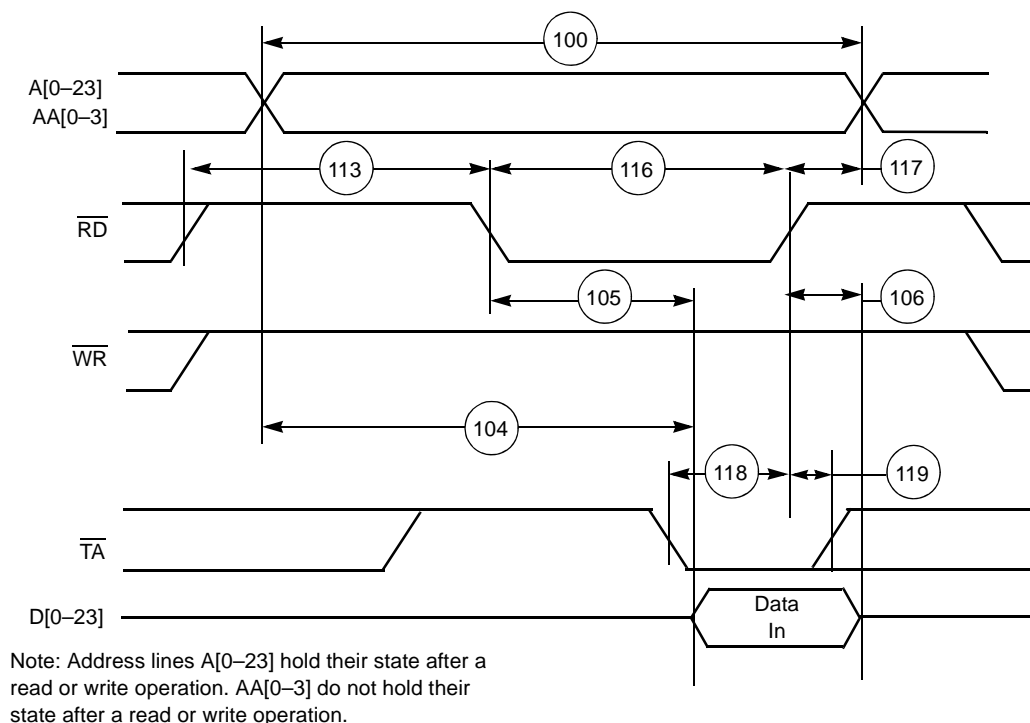 100
A[0–23]
AA[0–3]
113
116
117
RD
105
106
WR
104
118
119
TA
D[0–23]
Data
In
Note: Address lines A[0–23] hold their state after a
read or write operation. AA[0–3] do not hold their
state after a read or write operation.